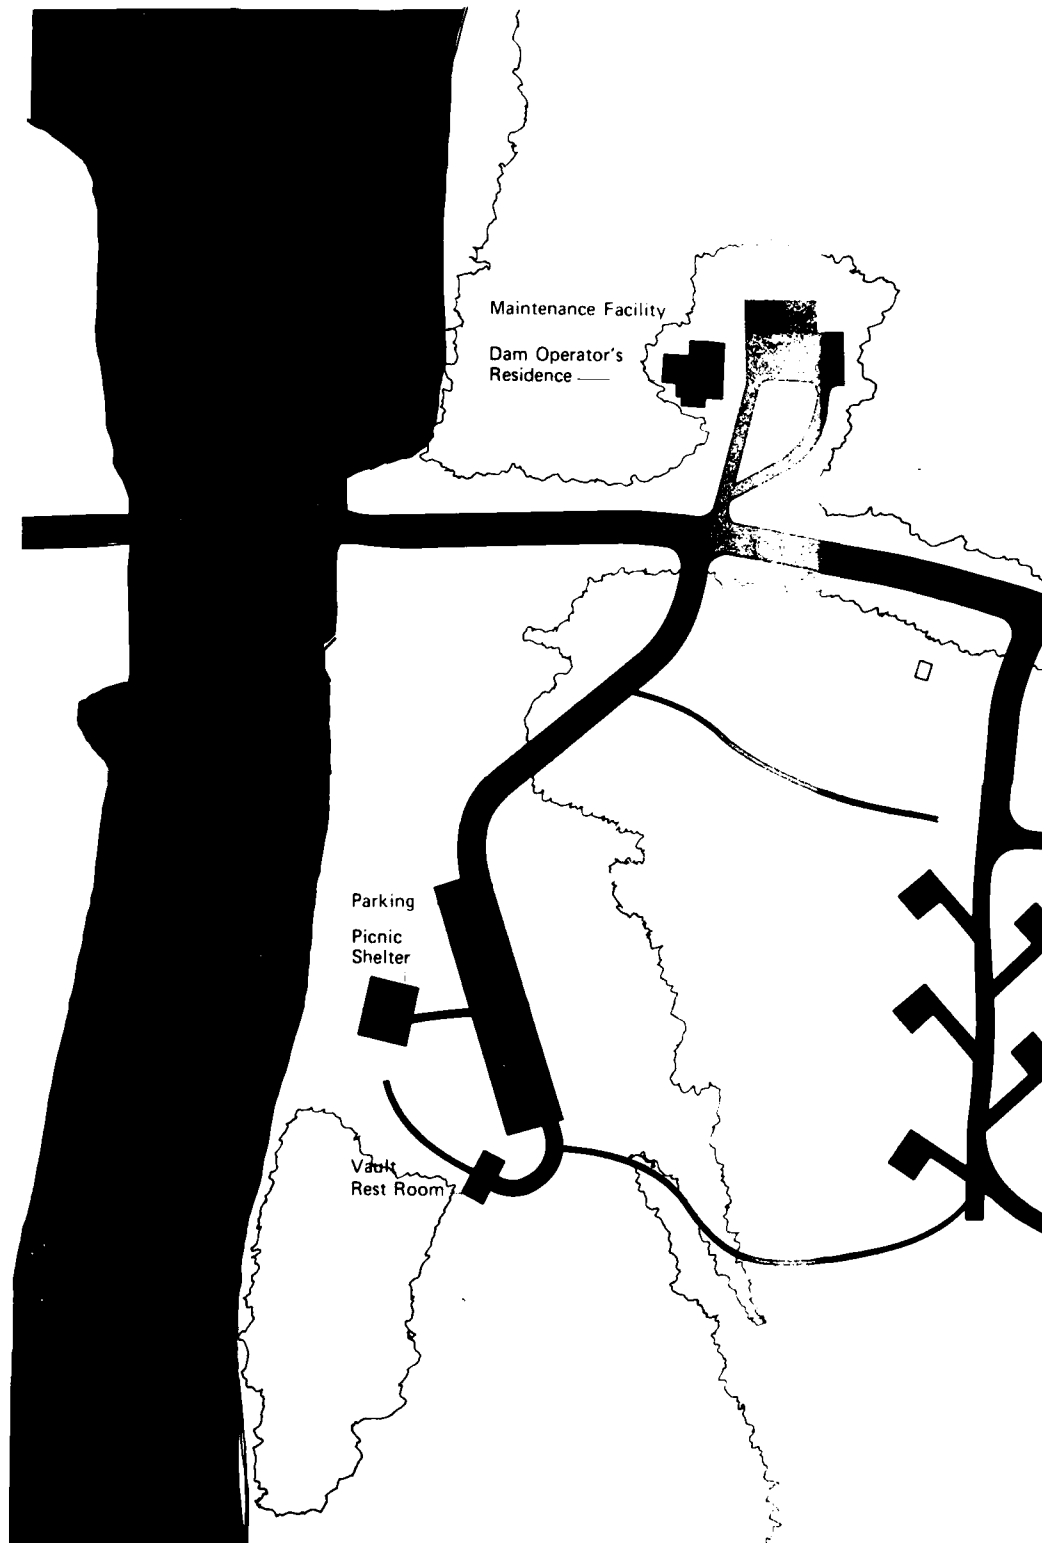 Maintenance Facility
Dam Operator's
Residence
Parking
Picnic
Shelter
Vault
Rest Room